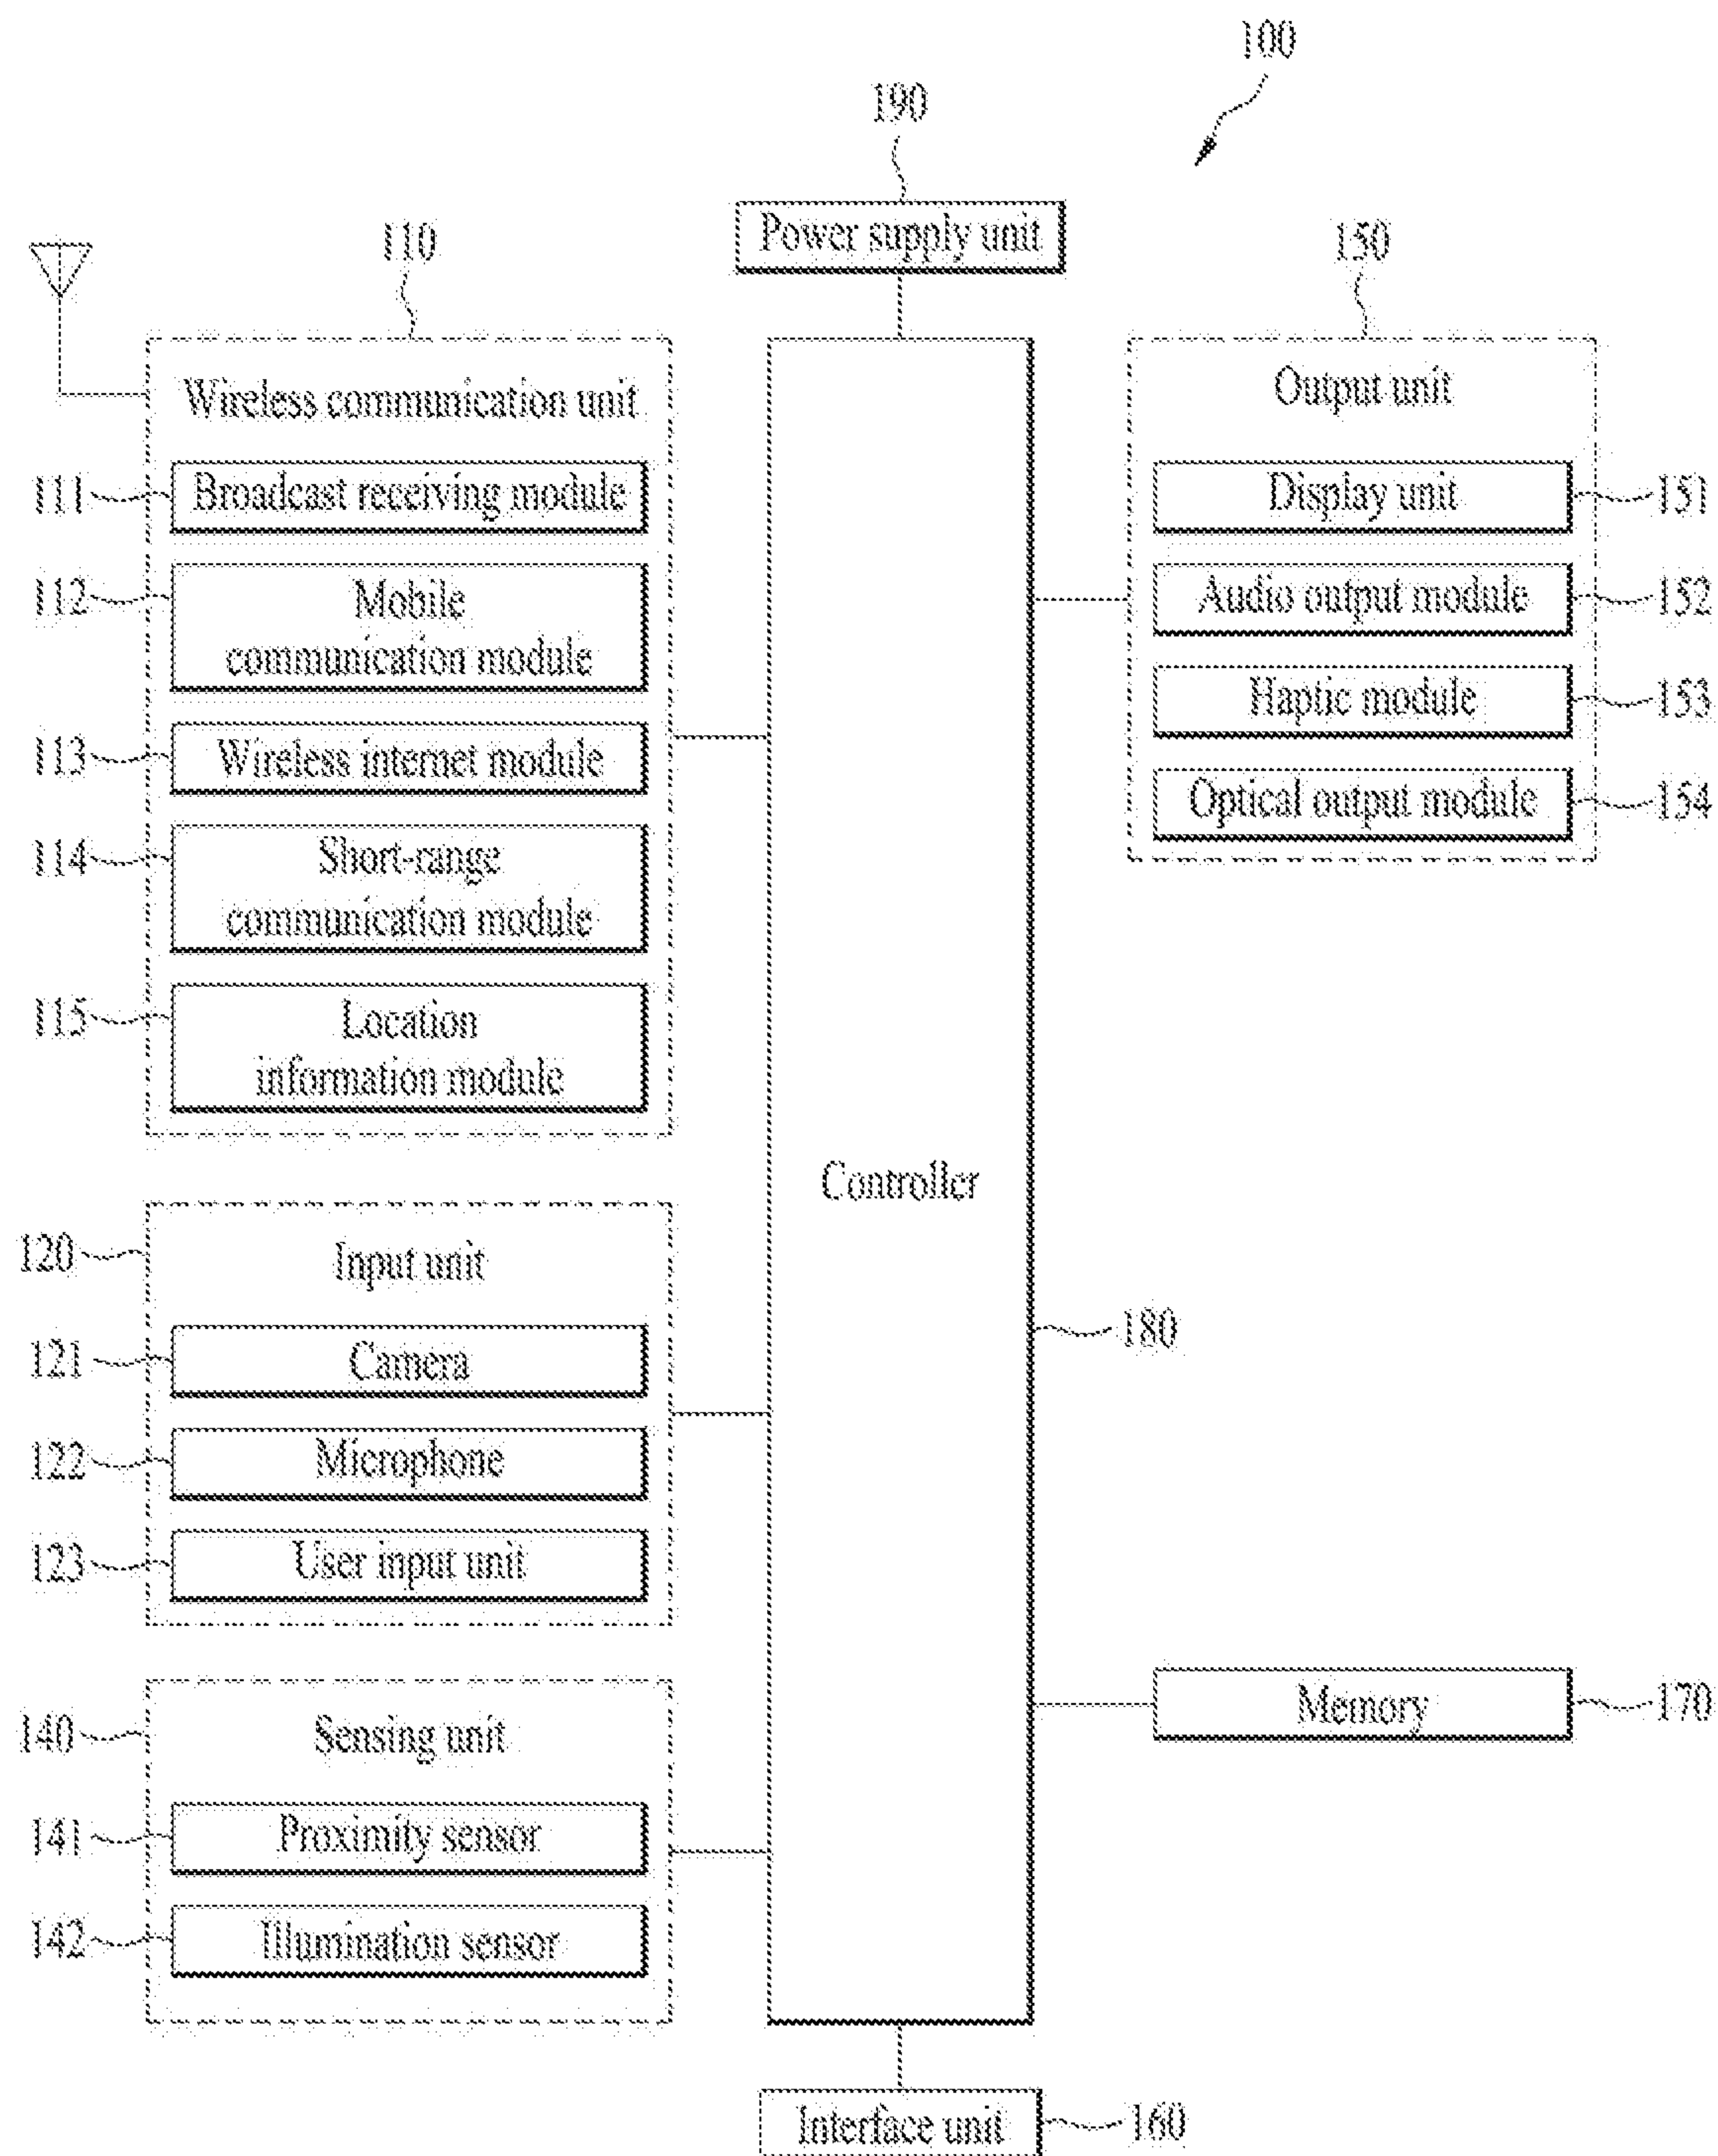 100
190
Power supply unit
110
150
Wireless communication unit
Output unit
111
Broadcast receiving module
Display unit
151
112
Mobile
communication module
Audio output module
152
Haptic module
153
113
Wireless internet module
Optical output module
154
114
Short-range
communication module
115
Location
information module
Controller
120
Input unit
180
121
Camera
122
Microphone
123
User input unit
Memory
170
140
Sensing unit
141
Proximity sensor
142
Illumination sensor
Interface unit
160